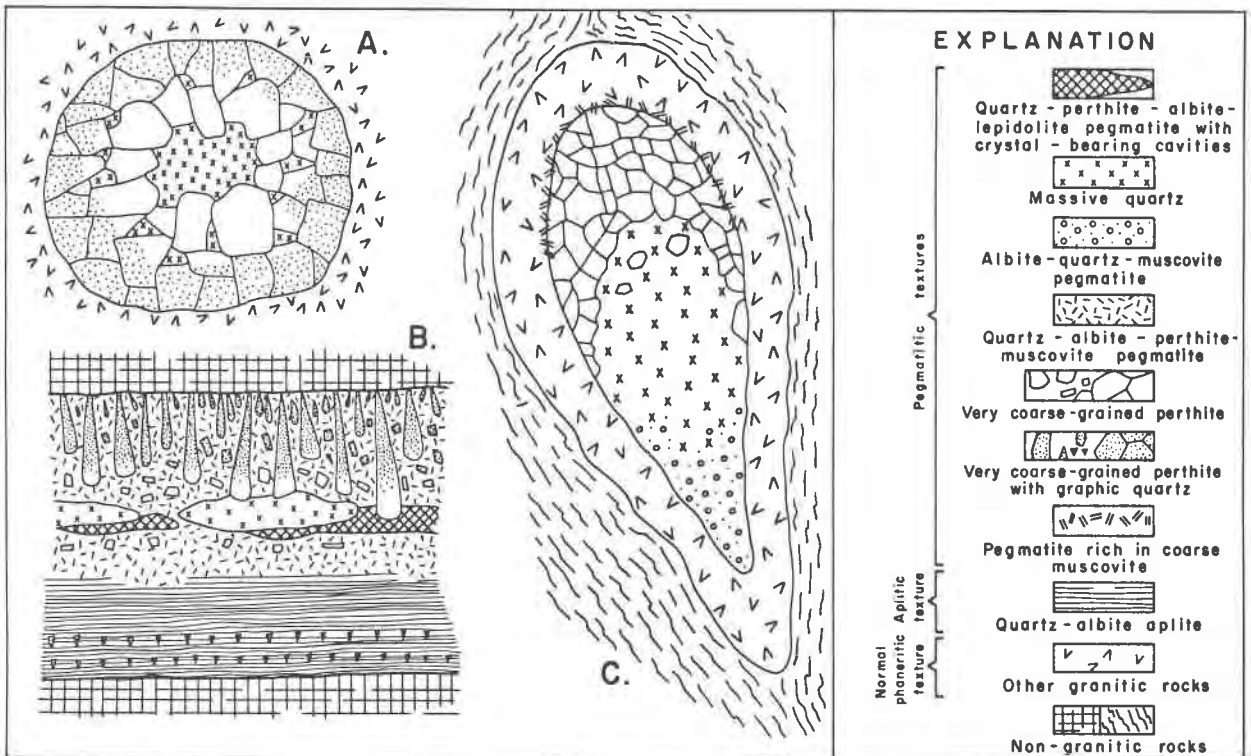 A.
B.
C.
EXPLANATION
Pegmatitic textures
Quartz - perthite - albite-
lepidolite pegmatite with
crystal - bearing cavities
Massive quartz
Albite-quartz-muscovite
pegmatite
Quartz - albite - perthite-
muscovite pegmatite
Very coarse-grained perthite
Very coarse-grained perthite
with graphic quartz
Pegmatite rich in coarse
muscovite
Aplitic
texture
Quartz-albite aplite
Normal
phaneritic
texture
Other granitic rocks
Non-granitic rocks